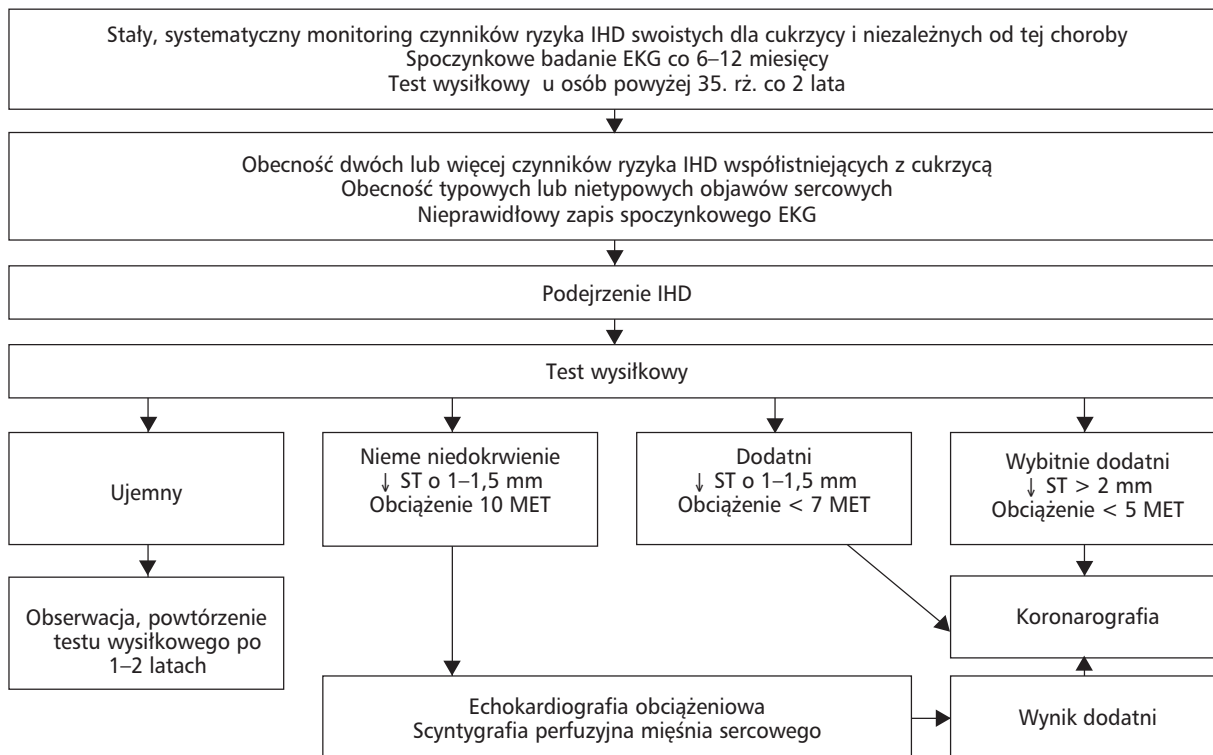 Stały, systematyczny monitoring czynników ryzyka IHD swoistych dla cukrzycy i niezależnych od tej choroby
Spoczynkowe badanie EKG co 6–12 miesięcy
Test wysiłkowy u osób powyżej 35. rż. co 2 lata
Obecność dwóch lub więcej czynników ryzyka IHD współistniejących z cukrzycą
Obecność typowych lub nietypowych objawów sercowych
Nieprawidłowy zapis spoczynkowego EKG
Podejrzenie IHD
Test wysiłkowy
Ujemny
Nieme niedokrwienie
↓ ST o 1–1,5 mm
Obciążenie 10 MET
Dodatni
↓ ST o 1–1,5 mm
Obciążenie < 7 MET
Wybitnie dodatni
↓ ST > 2 mm
Obciążenie < 5 MET
Obserwacja, powtórzenie
testu wysiłkowego po
1–2 latach
Koronarografia
Echokardiografia obciążeniowa
Scyntygrafia perfuzyjna mięśnia sercowego
Wynik dodatni